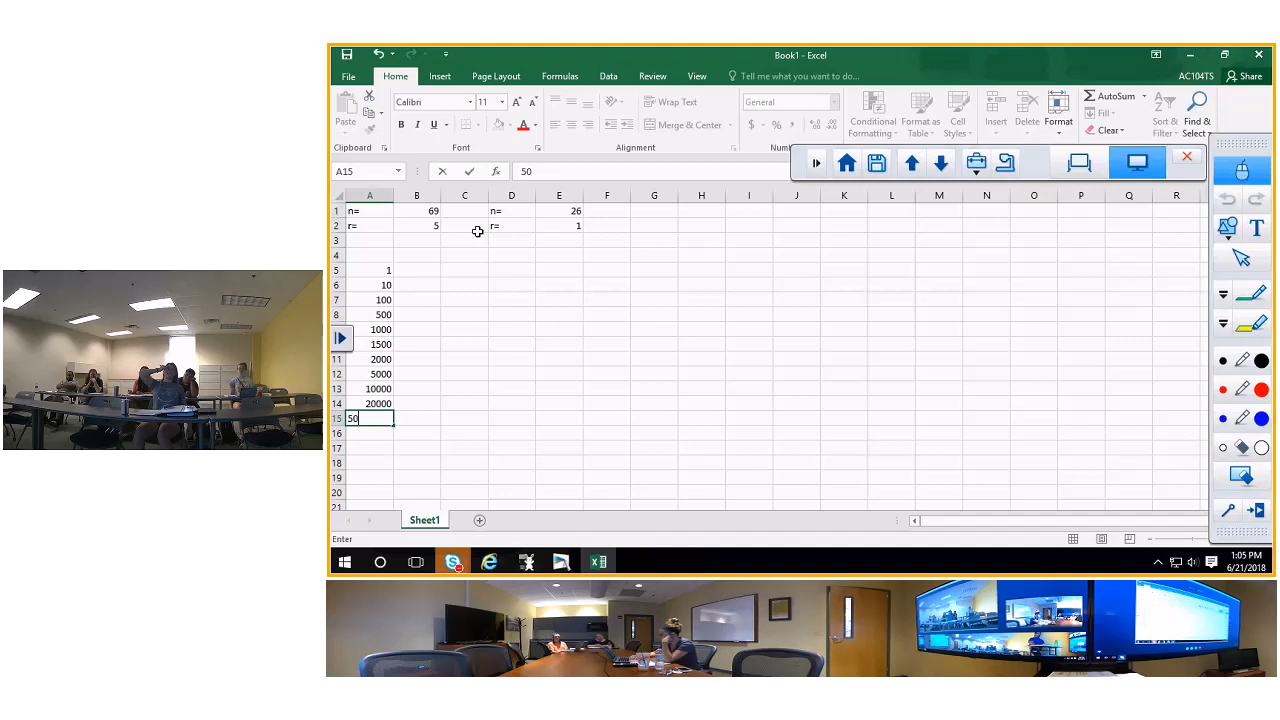 Book1 - Excel
File Home Insert Page Layout Formulas Data Review View Tell me what you want to do... AC104TS Share
Calibri 11 A A Wrap Text General AutoSum
Paste Conditional Format as Cell Insert Delete Format Fill Sort & Find &
B I U A Merge & Center $ % , Formatting Table Styles Clear Filter Select
Clipboard Font Alignment Num
A15 fx 50
A B C D E F G H I J K L M N O P Q R
1 n= 69 n= 26
2 r= 5 r= 1
3
4
5 1
6 10
7 100
8 500
1000
1500
11 2000
12 5000
13 10000
14 20000
15 50
16
17
18
19
20
21
Sheet1
Enter
1:05 PM
6/21/2018